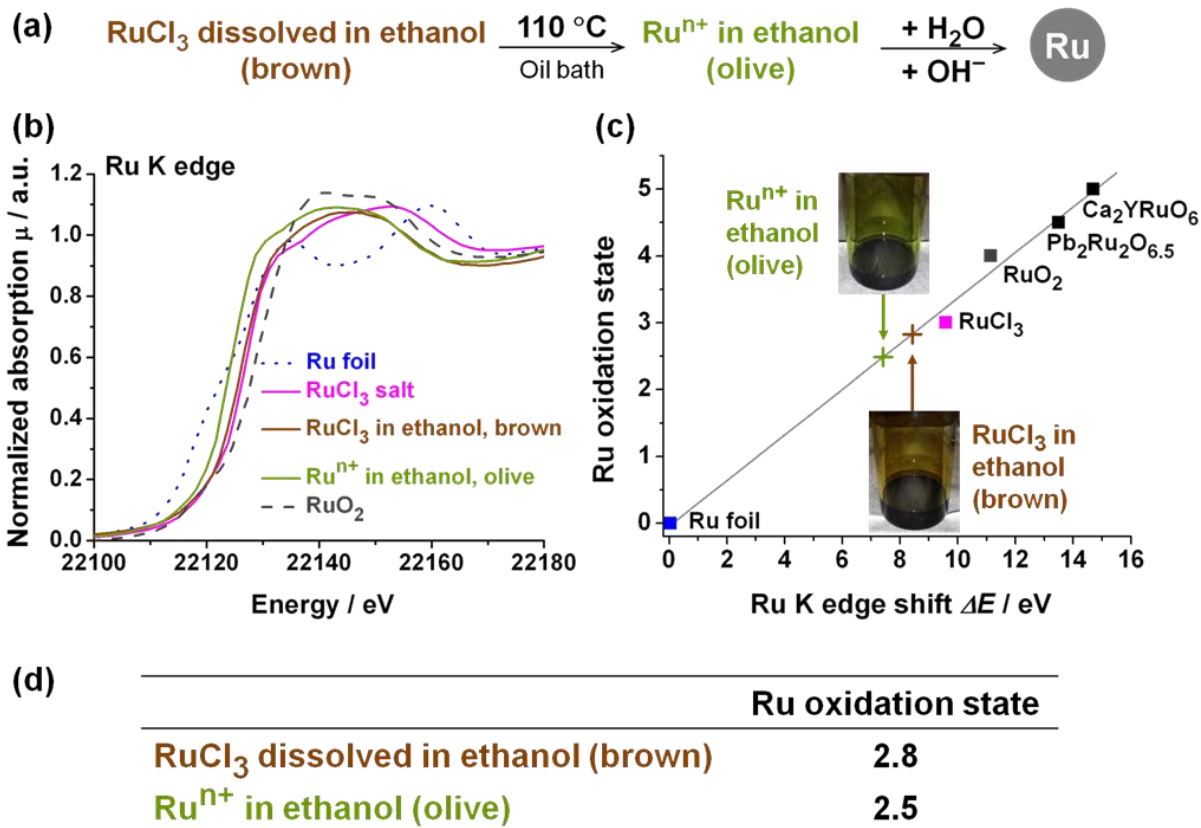 (a)
RuCl3 dissolved in ethanol
(brown)
110 °C
Oil bath
Ruⁿ⁺ in ethanol
(olive)
+ H2O
+ OH⁻
Ru
(b)
Ru K edge
Normalized absorption μ / a.u.
1.2
1.0
0.8
0.6
0.4
0.2
0.0
Ru foil
RuCl3 salt
RuCl3 in ethanol, brown
Ruⁿ⁺ in ethanol, olive
RuO2
22100 22120 22140 22160 22180
Energy / eV
(c)
Ru oxidation state
5
4
3
2
1
0
Ruⁿ⁺ in
ethanol
(olive)
Ca2YRuO6
Pb2Ru2O6.5
RuO2
RuCl3
RuCl3 in
ethanol
(brown)
Ru foil
0 2 4 6 8 10 12 14 16
Ru K edge shift ΔE / eV
(d)
Ru oxidation state
RuCl3 dissolved in ethanol (brown) 2.8
Ruⁿ⁺ in ethanol (olive) 2.5